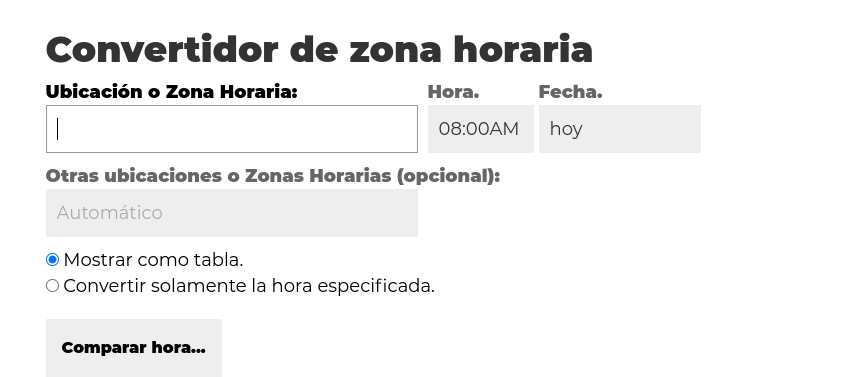 Convertidor de zona horaria
Ubicación o Zona Horaria: Hora. Fecha.
08:00AM hoy
Otras ubicaciones o Zonas Horarias (opcional):
Automático
Mostrar como tabla.
Convertir solamente la hora especificada.
Comparar hora...